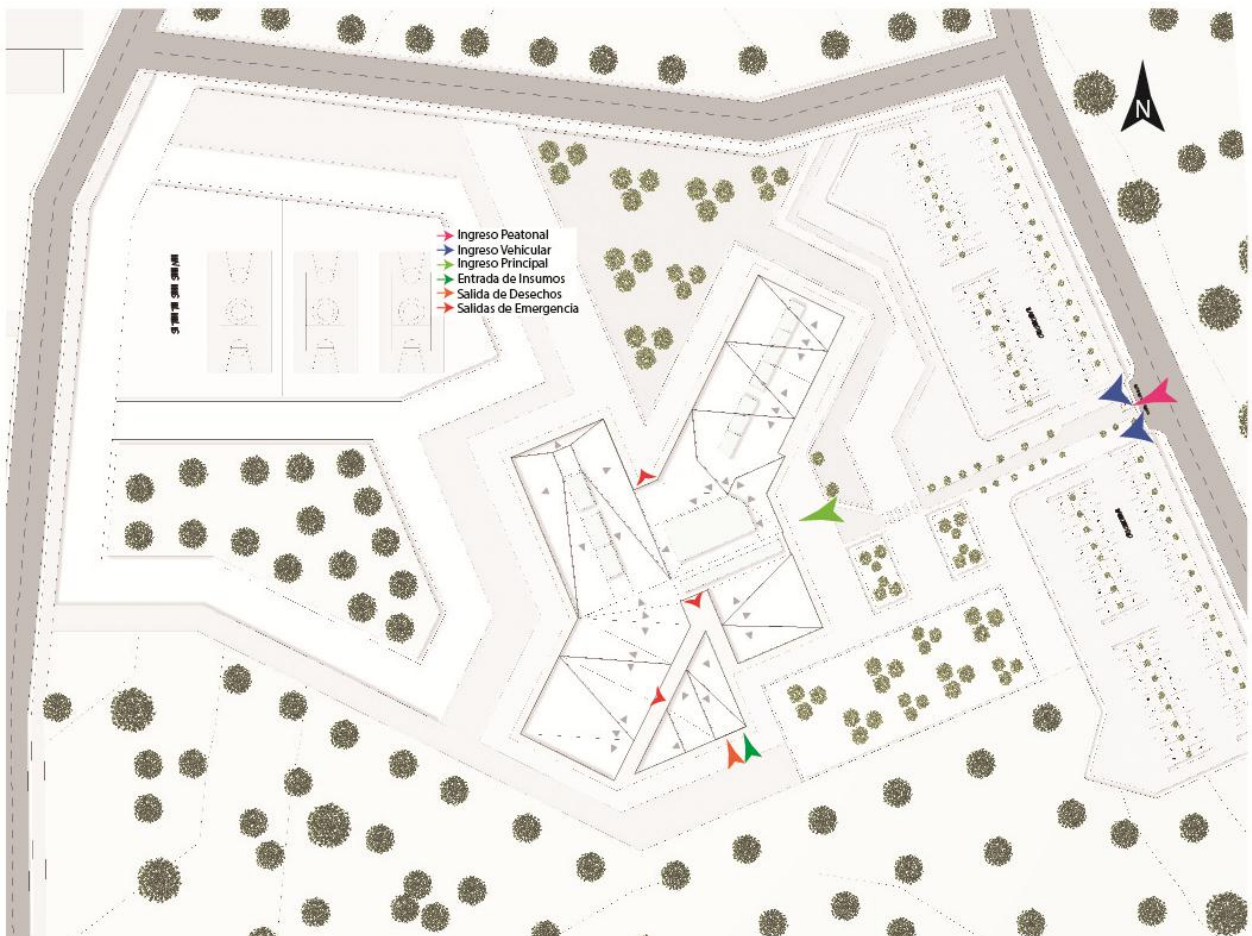 N
Ingreso Peatonal
Ingreso Vehicular
Ingreso Principal
Entrada de Insumos
Salida de Desechos
Salidas de Emergencia